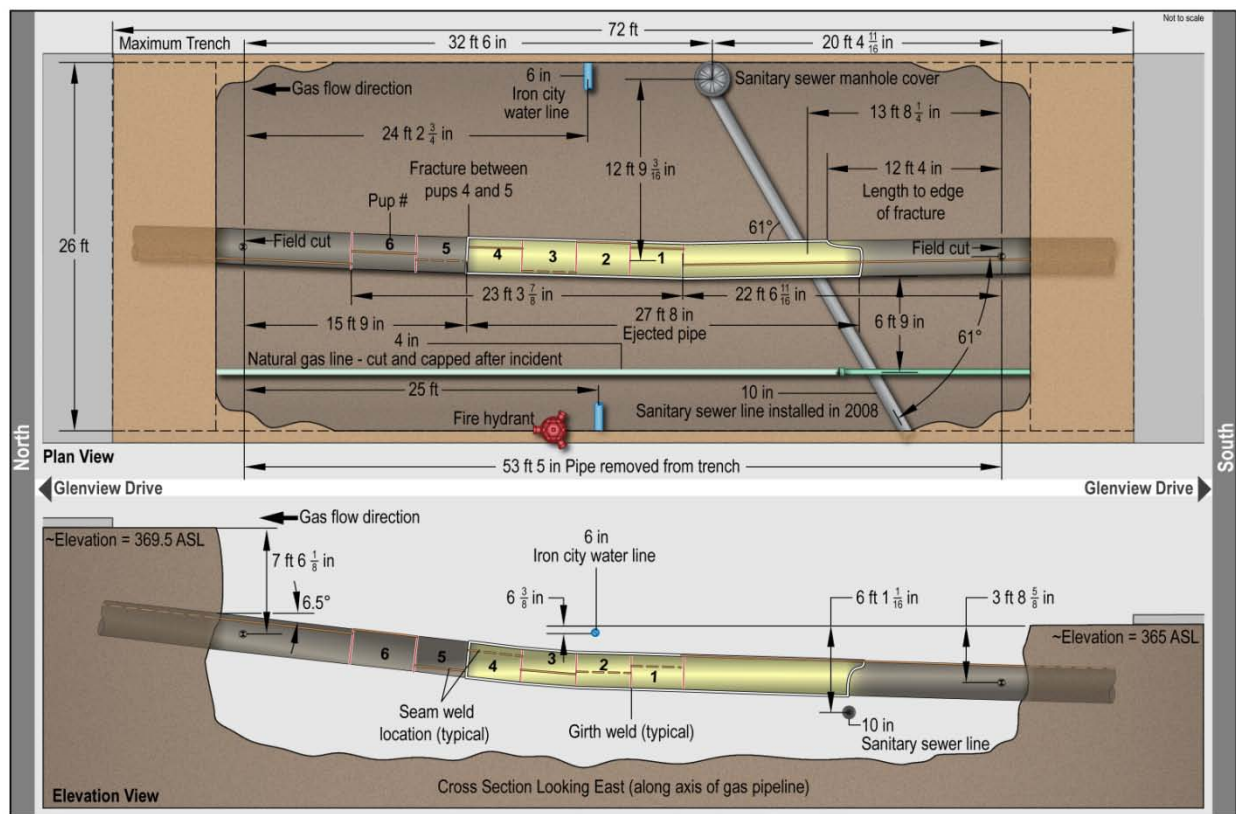 Not to scale
72 ft
Maximum Trench
32 ft 6 in
20 ft 4 11/16 in
6 in
Iron city
water line
Sanitary sewer manhole cover
Gas flow direction
13 ft 8 1/4 in
24 ft 2 3/4 in
12 ft 9 3/16 in
12 ft 4 in
Length to edge
of fracture
Fracture between
pups 4 and 5
Pup #
61°
26 ft
Field cut
6
5
4
3
2
1
Field cut
23 ft 3 7/8 in
22 ft 6 11/16 in
27 ft 8 in
Ejected pipe
15 ft 9 in
6 ft 9 in
61°
4 in
Natural gas line - cut and capped after incident
25 ft
10 in
Sanitary sewer line installed in 2008
Fire hydrant
Plan View
53 ft 5 in Pipe removed from trench
North
South
Glenview Drive
Glenview Drive
Gas flow direction
~Elevation = 369.5 ASL
7 ft 6 1/8 in
6 in
Iron city water line
6.5°
6 3/8 in
6 ft 1 1/16 in
3 ft 8 5/8 in
~Elevation = 365 ASL
6
5
4
3
2
1
Seam weld
location (typical)
Girth weld (typical)
10 in
Sanitary sewer line
Cross Section Looking East (along axis of gas pipeline)
Elevation View